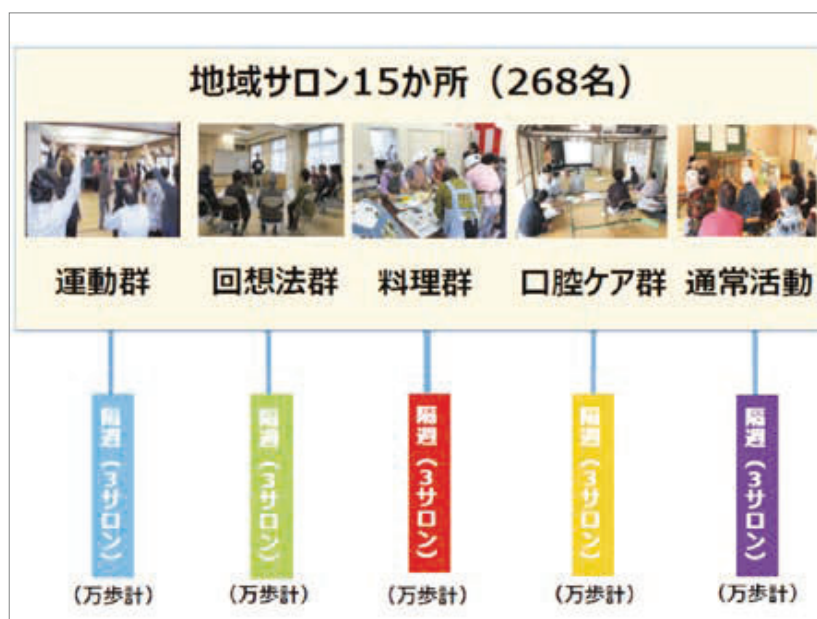 地域サロン15か所（268名）
運動群
回想法群
料理群
口腔ケア群
通常活動
隔週（3サロン）
隔週（3サロン）
隔週（3サロン）
隔週（3サロン）
隔週（3サロン）
（万歩計）
（万歩計）
（万歩計）
（万歩計）
（万歩計）